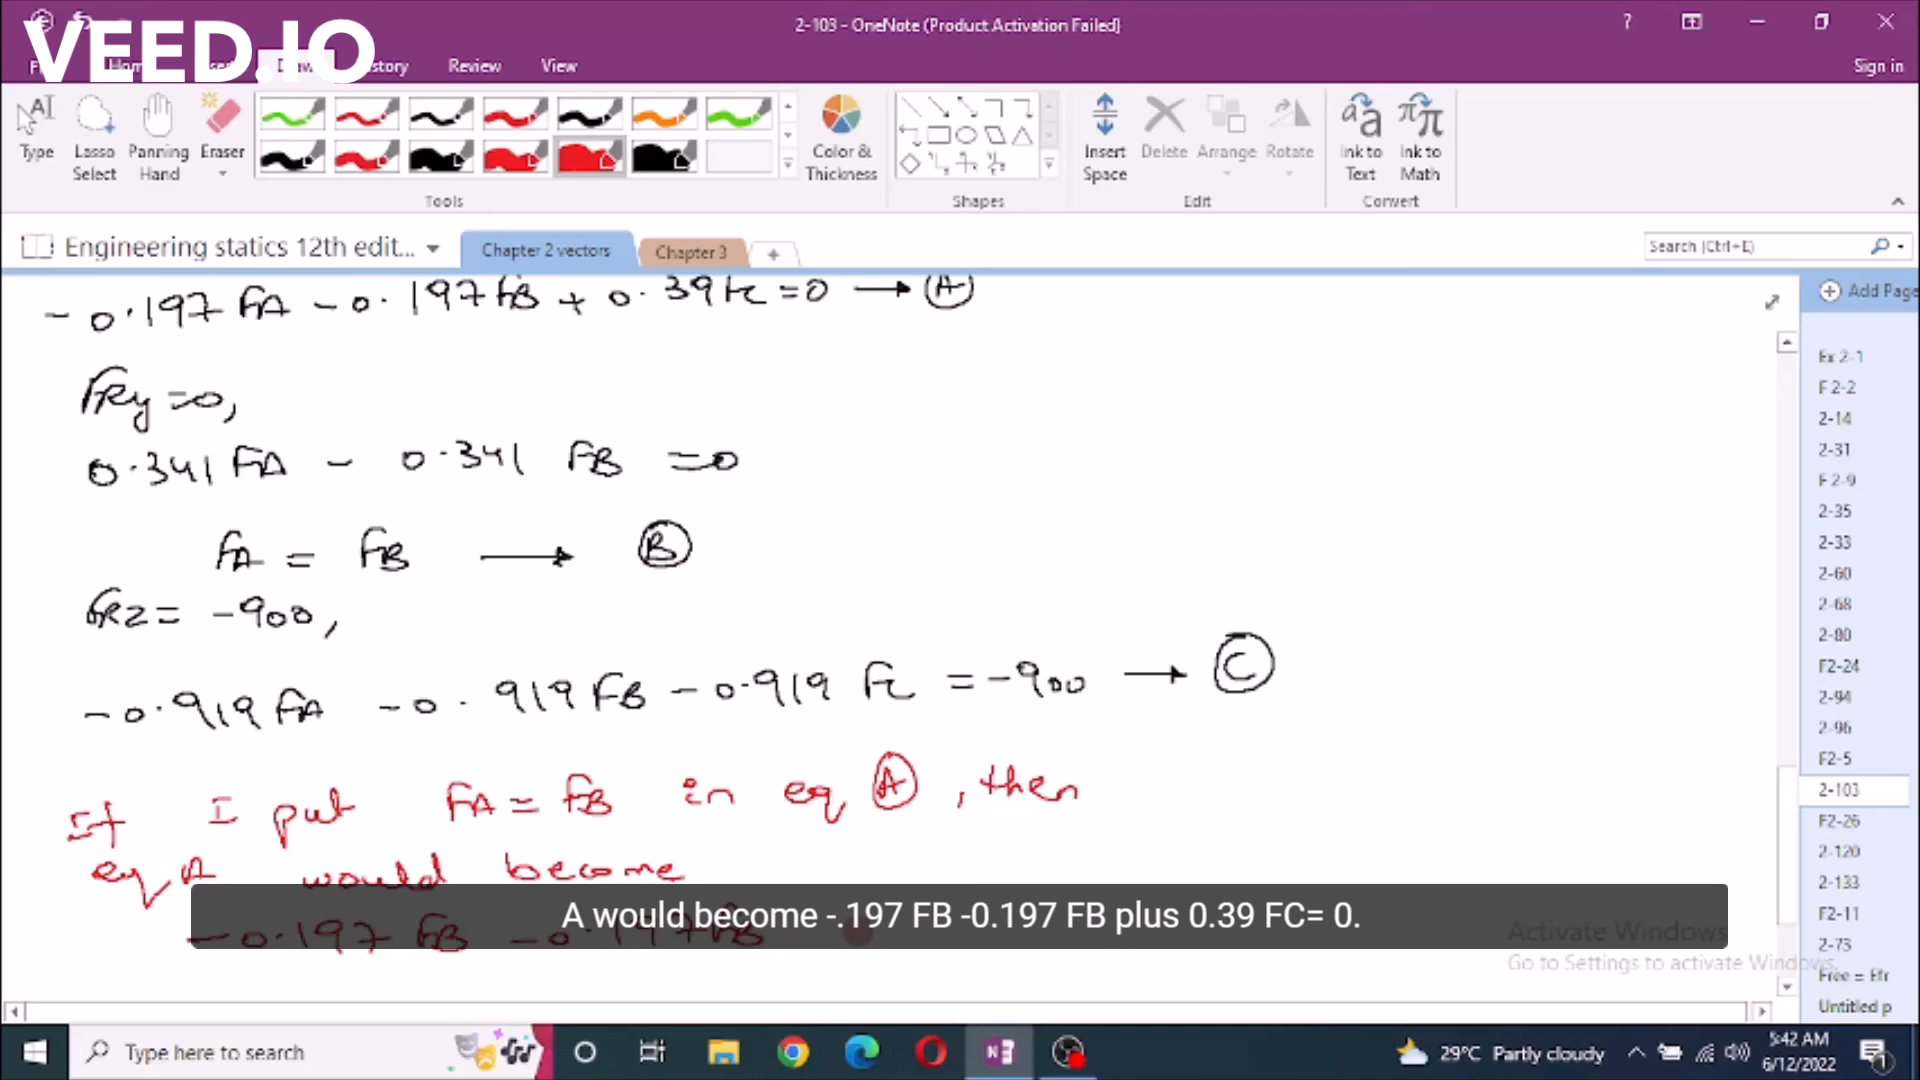 2-103 - OneNote (Product Activation Failed)
VEED.IO
Review
View
Sign in
Type
Lasso Select
Panning Hand
Eraser
Color & Thickness
Insert Space
Delete
Arrange
Rotate
Ink to Text
Ink to Math
Tools
Shapes
Edit
Convert
Engineering statics 12th edit...
Chapter 2 vectors
Chapter 3
Search (Ctrl+E)
-0.197 FA - 0.197 FB + 0.39 FC = 0 → A
FRy = 0,
0.341 FA - 0.341 FB = 0
FA = FB → B
FRZ = -900,
-0.919 FA - 0.919 FB - 0.919 FC = -900 → C
If I put FA = FB in eq A, then
eq A would become
-0.197 FB - 0.197 FB
A would become -.197 FB -0.197 FB plus 0.39 FC= 0.
Add Page
Ex 2-1
F 2-2
2-14
2-31
F 2-9
2-35
2-33
2-60
2-68
2-80
F2-24
2-94
2-96
F2-5
2-103
F2-26
2-120
2-133
F2-11
2-73
Free = Efr
Untitled p
Activate Windows
Go to Settings to activate Windows.
Type here to search
29°C Partly cloudy
5:42 AM
6/12/2022